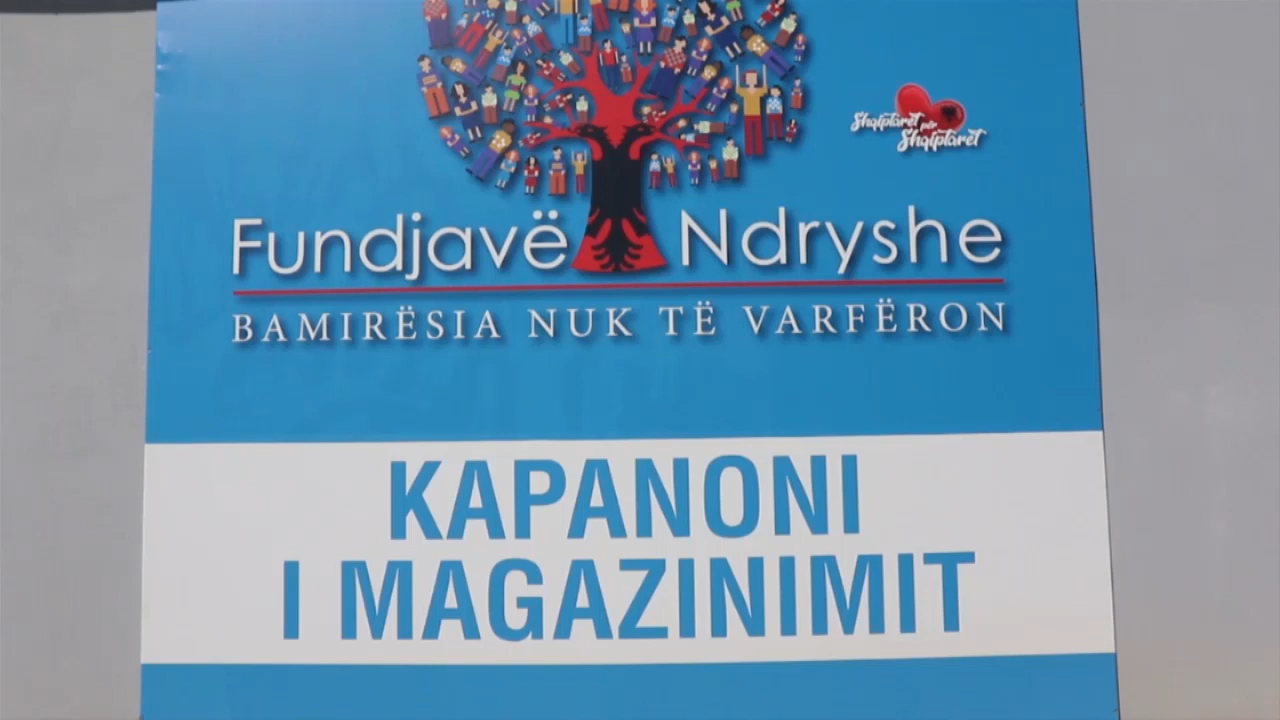 Shqiptarët për
Shqiptarët
Fundjavë Ndryshe
BAMIRËSIA NUK TË VARFËRON
KAPANONI
I MAGAZINIMIT